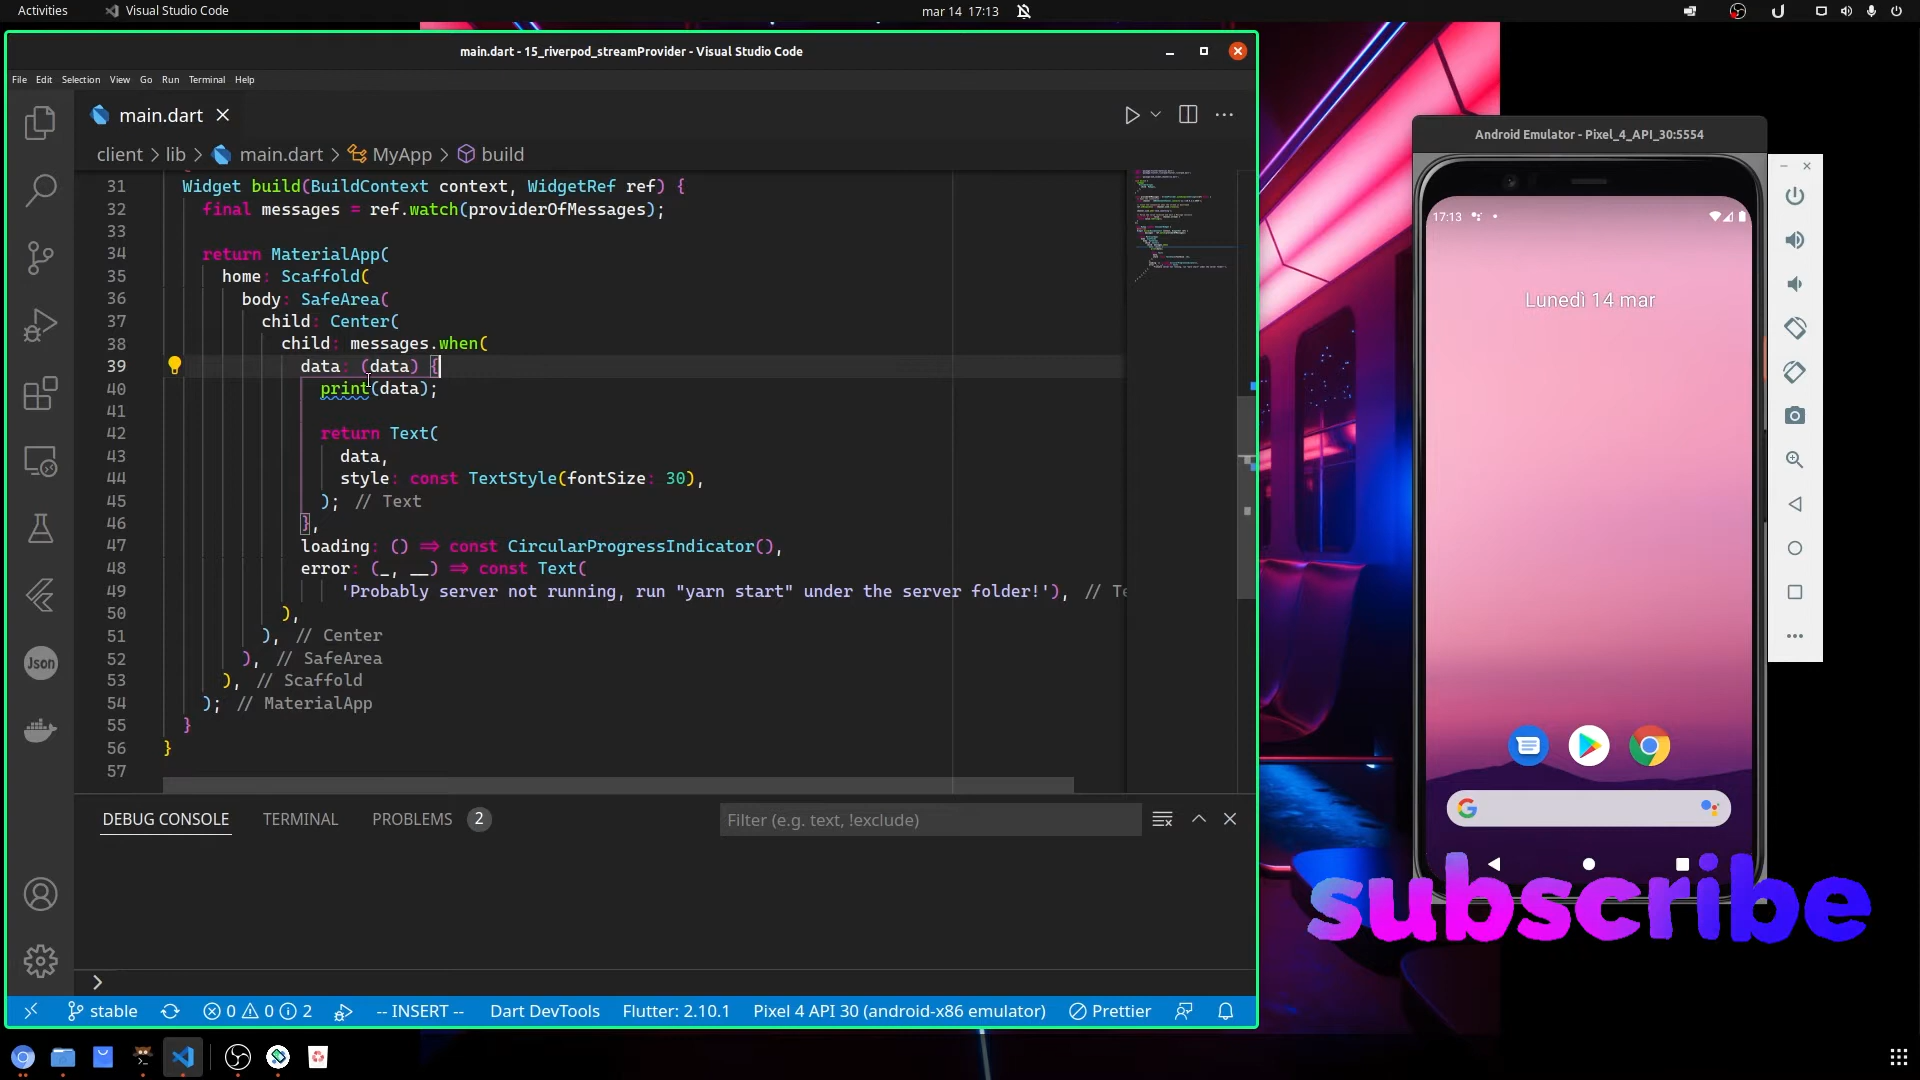 Activities
Visual Studio Code
mar 14 17:13
main.dart - 15_riverpod_streamProvider - Visual Studio Code
File Edit Selection View Go Run Terminal Help
main.dart
client > lib > main.dart > MyApp > build
31 Widget build(BuildContext context, WidgetRef ref) {
32 final messages = ref.watch(providerOfMessages);
33
34 return MaterialApp(
35 home: Scaffold(
36 body: SafeArea(
37 child: Center(
38 child: messages.when(
39 data: (data) {
40 print(data);
41
42 return Text(
43 data,
44 style: const TextStyle(fontSize: 30),
45 ); // Text
46 },
47 loading: () => const CircularProgressIndicator(),
48 error: (_, __) => const Text(
49 'Probably server not running, run "yarn start" under the server folder!'), // Te
50 ),
51 ), // Center
52 ), // SafeArea
53 ), // Scaffold
54 ); // MaterialApp
55 }
56 }
57
Json
DEBUG CONSOLE TERMINAL PROBLEMS 2
Filter (e.g. text, !exclude)
stable 0 0 2 -- INSERT -- Dart DevTools Flutter: 2.10.1 Pixel 4 API 30 (android-x86 emulator) Prettier
Android Emulator - Pixel_4_API_30:5554
17:13
Lunedì 14 mar
subscribe